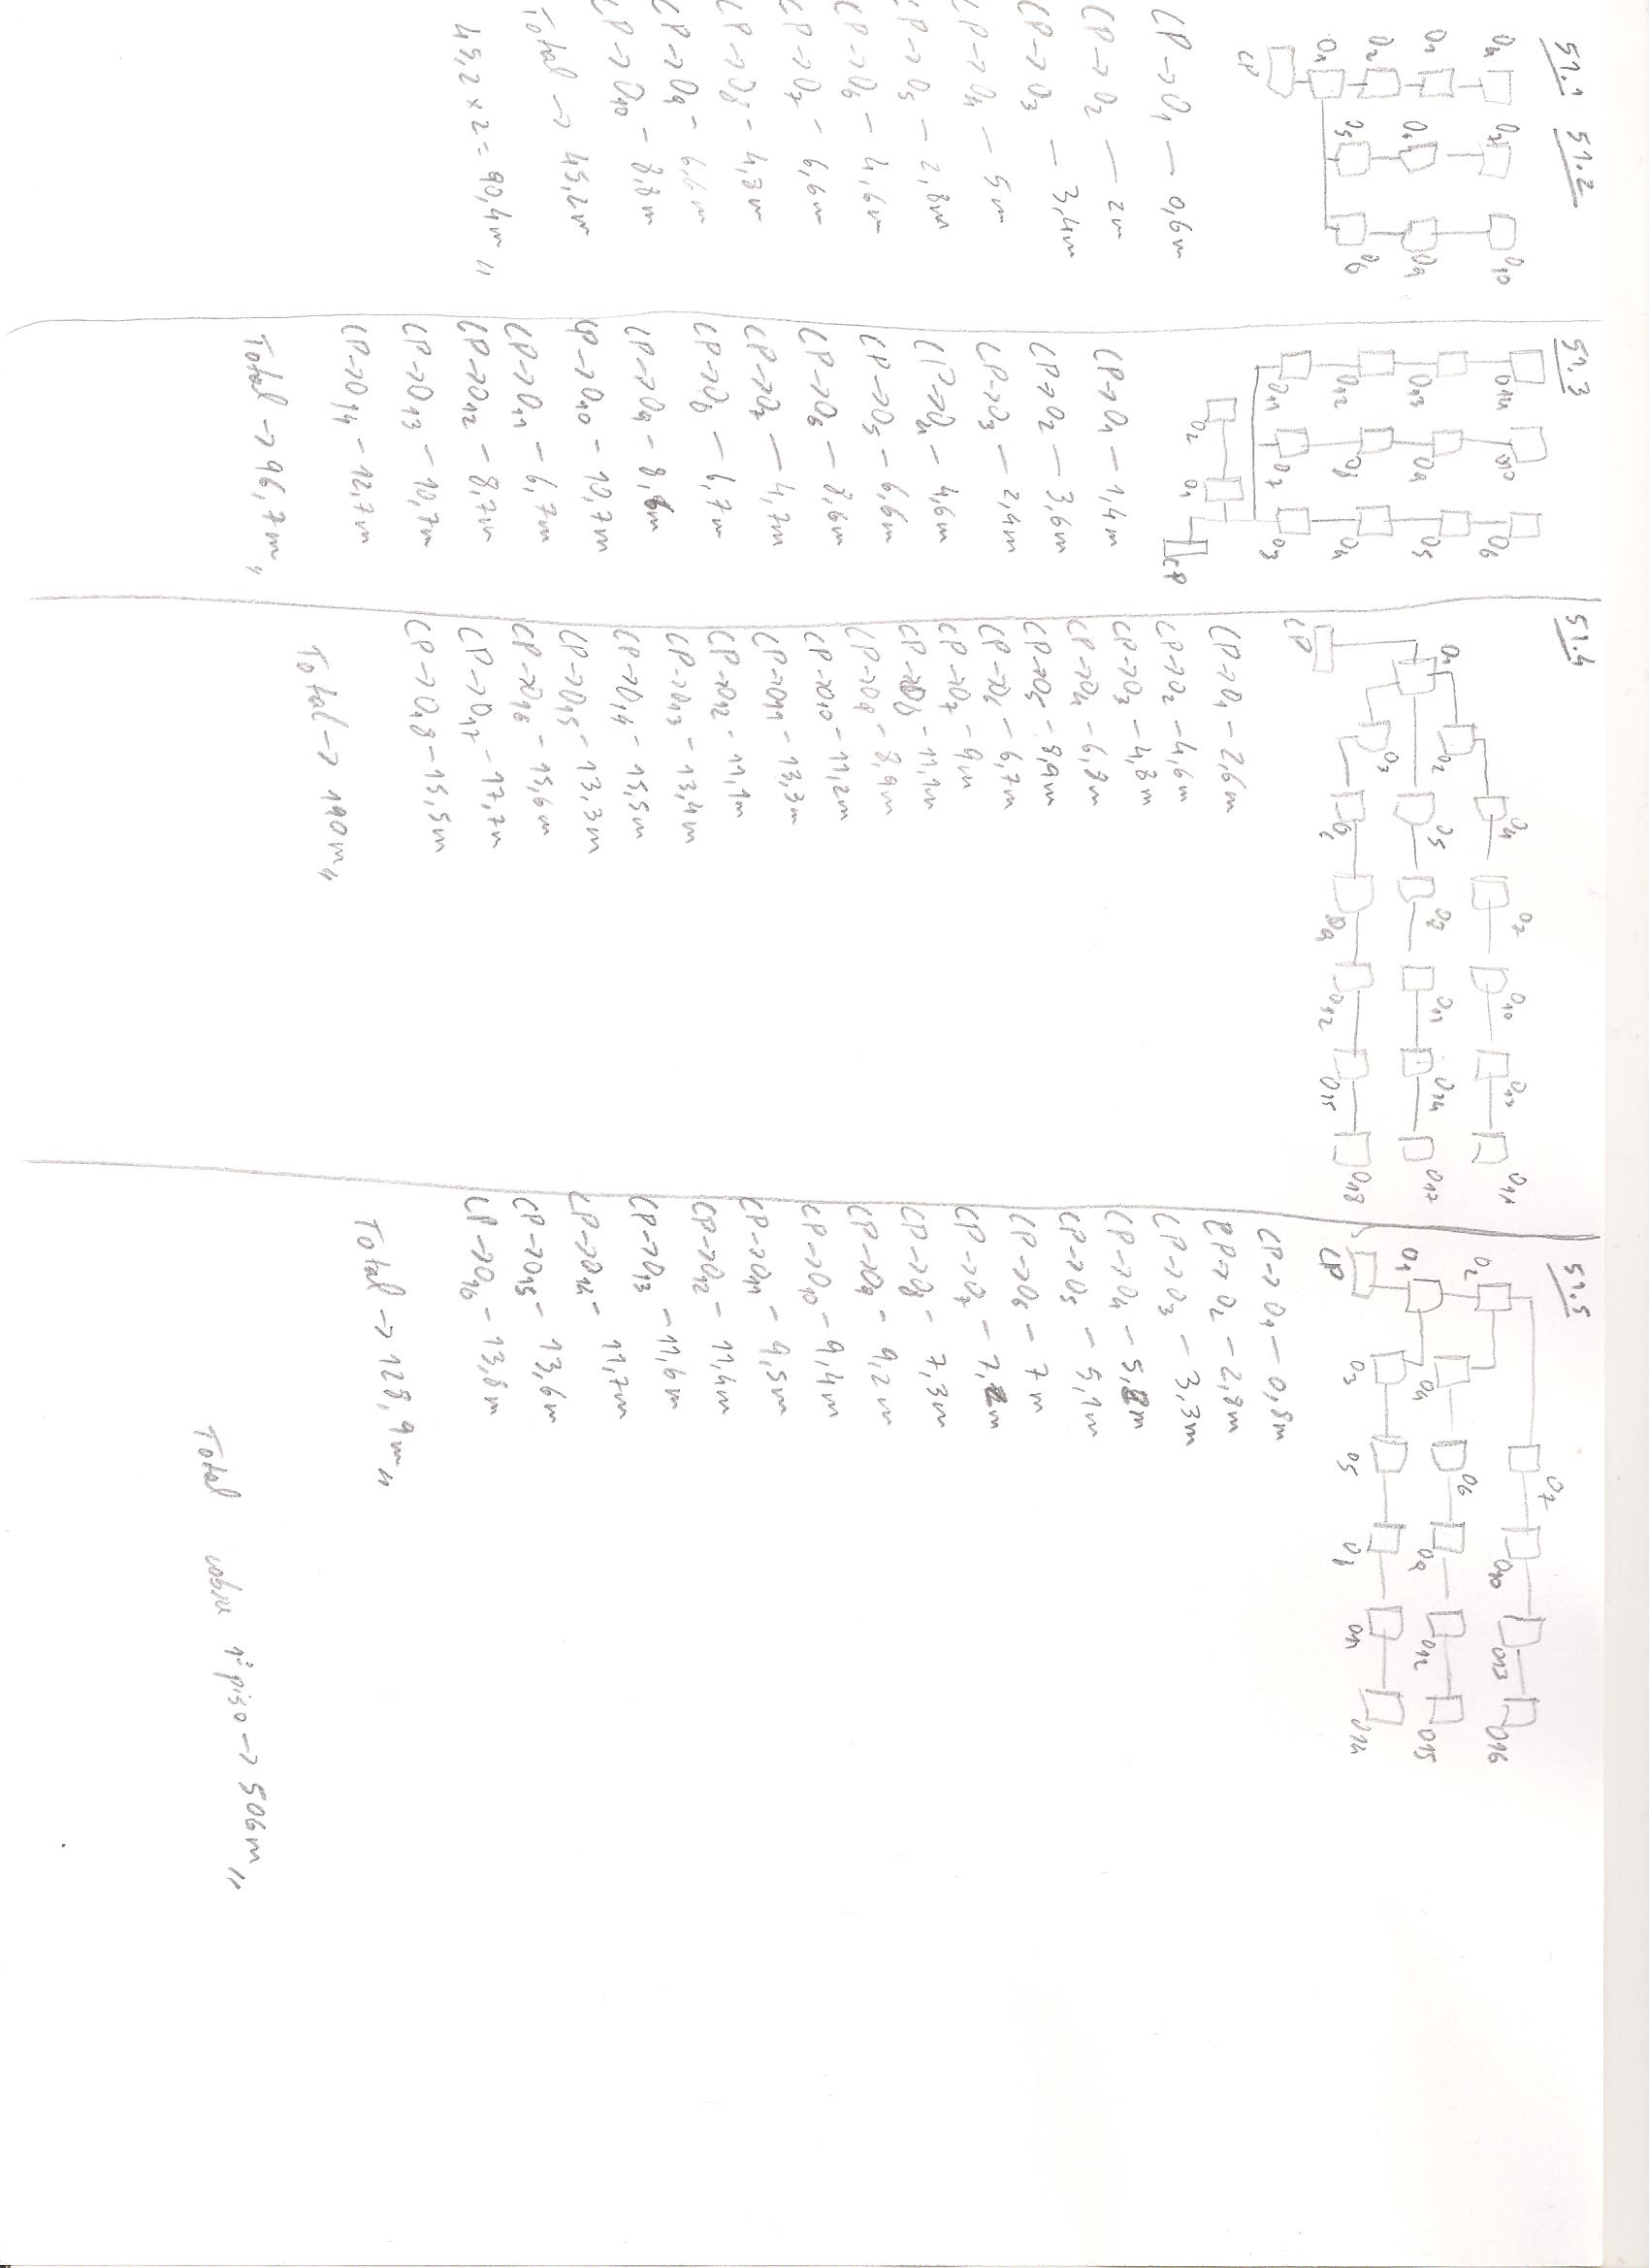 51.1 51.2
O4 O7 O10
O3 O6 O9
O2 O5 O8
O1
CP
CP → O1 — 0,6m
CP → O2 — 2m
CP → O3 — 3,4m
CP → O4 — 5m
CP → O5 — 2,8m
CP → O6 — 4,6m
CP → O7 — 6,6m
CP → O8 — 4,8m
CP → O9 — 6,6m
CP → O10 — 8,8m
Total → 45,2m
45,2 x 2 = 90,4m //
51.3
O14 O10 O6
O13 O9 O5
O12 O8 O4
O11 O7 O3
O2 O1 CP
CP → O1 — 1,4m
CP → O2 — 3,6m
CP → O3 — 2,4m
CP → O4 — 4,6m
CP → O5 — 6,6m
CP → O6 — 8,6m
CP → O7 — 4,7m
CP → O8 — 6,7m
CP → O9 — 8,6m
CP → O10 — 10,7m
CP → O11 — 6,7m
CP → O12 — 8,7m
CP → O13 — 10,7m
CP → O14 — 12,7m
Total → 96,7m //
51.4
O4 O7 O10 O13
O1 O2 O5 O8 O11 O14 O17
O3
O6 O9 O12 O15 O18
CP
CP → O1 — 2,6m
CP → O2 — 4,6m
CP → O3 — 4,8m
CP → O4 — 6,8m
CP → O5 — 8,9m
CP → O6 — 6,7m
CP → O7 — 9m
CP → O8 — 11,1m
CP → O9 — 8,9m
CP → O10 — 11,2m
CP → O11 — 13,3m
CP → O12 — 11,1m
CP → O13 — 13,4m
CP → O14 — 15,5m
CP → O15 — 13,3m
CP → O16 — 15,6m
CP → O17 — 17,7m
CP → O18 — 15,5m
Total → 190m //
51.5
O7 O10 O13 O16
O2 O4 O6 O9 O12 O15
O1 O3 O5 O8 O11 O14
CP
CP → O1 — 0,8m
CP → O2 — 2,8m
CP → O3 — 3,3m
CP → O4 — 5,2m
CP → O5 — 5,1m
CP → O6 — 7m
CP → O7 — 7,2m
CP → O8 — 7,3m
CP → O9 — 9,2m
CP → O10 — 9,4m
CP → O11 — 9,5m
CP → O12 — 11,4m
CP → O13 — 11,6m
CP → O14 — 11,7m
CP → O15 — 13,6m
CP → O16 — 13,8m
Total → 128,9m //
Total cobre 1º piso → 506m //